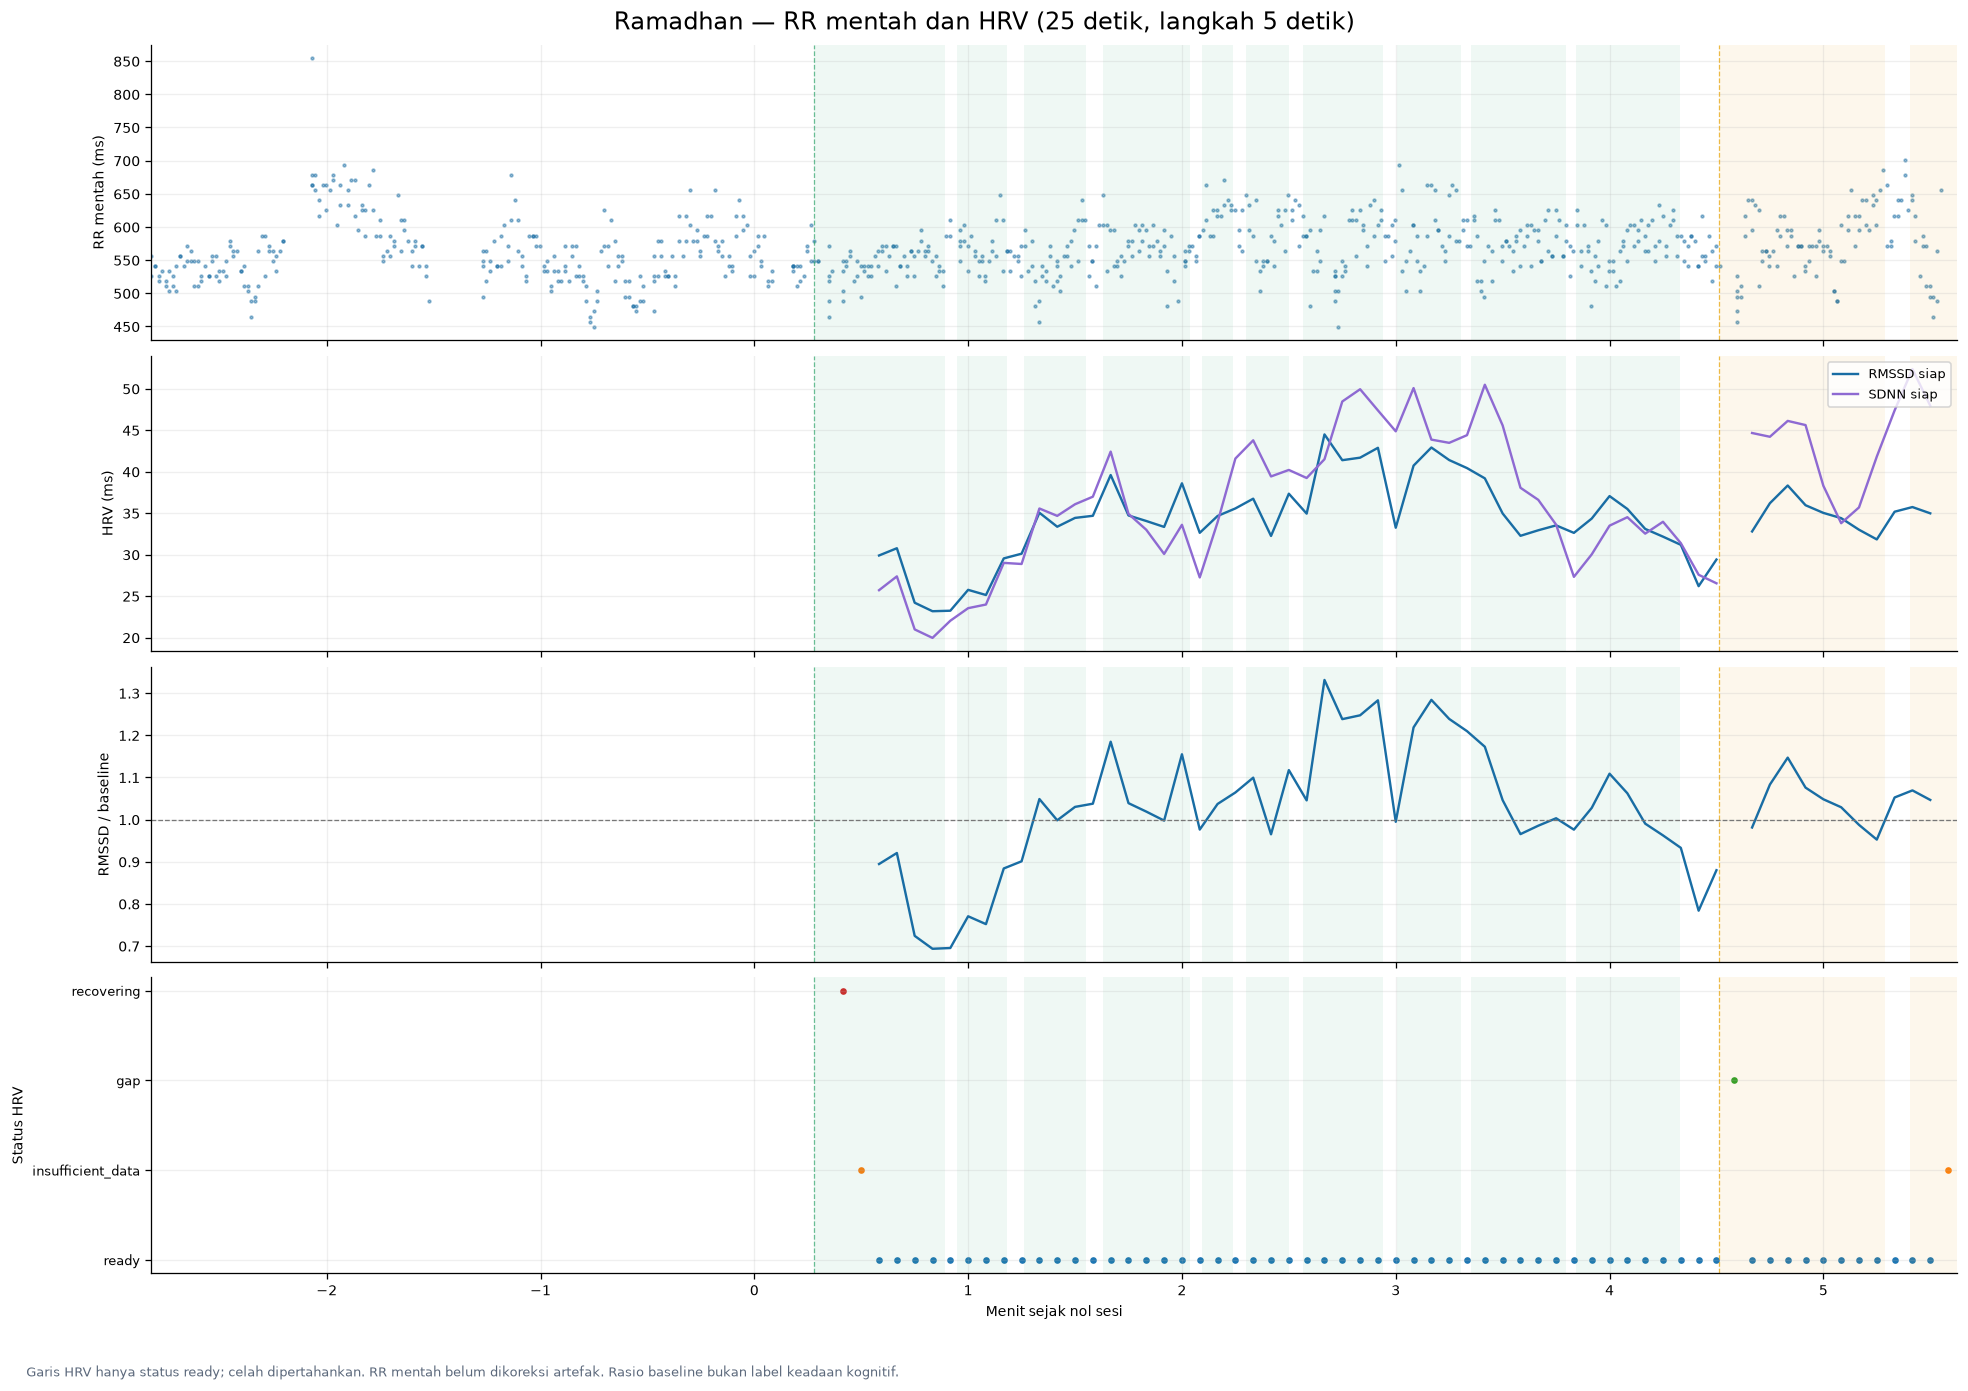 Ramadhan — RR mentah dan HRV (25 detik, langkah 5 detik)
RR mentah (ms)
850
800
750
700
650
600
550
500
450
HRV (ms)
50
45
40
35
30
25
20
RMSSD siap
SDNN siap
RMSSD / baseline
1.3
1.2
1.1
1.0
0.9
0.8
0.7
Status HRV
recovering
gap
insufficient_data
ready
−2 −1 0 1 2 3 4 5
Menit sejak nol sesi
Garis HRV hanya status ready; celah dipertahankan. RR mentah belum dikoreksi artefak. Rasio baseline bukan label keadaan kognitif.